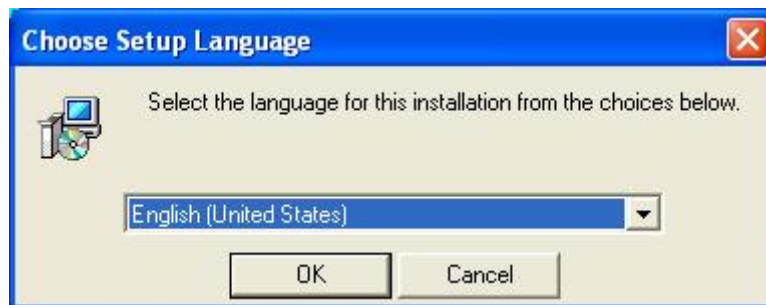 Choose Setup Language
Select the language for this installation from the choices below.
English (United States)
OK Cancel